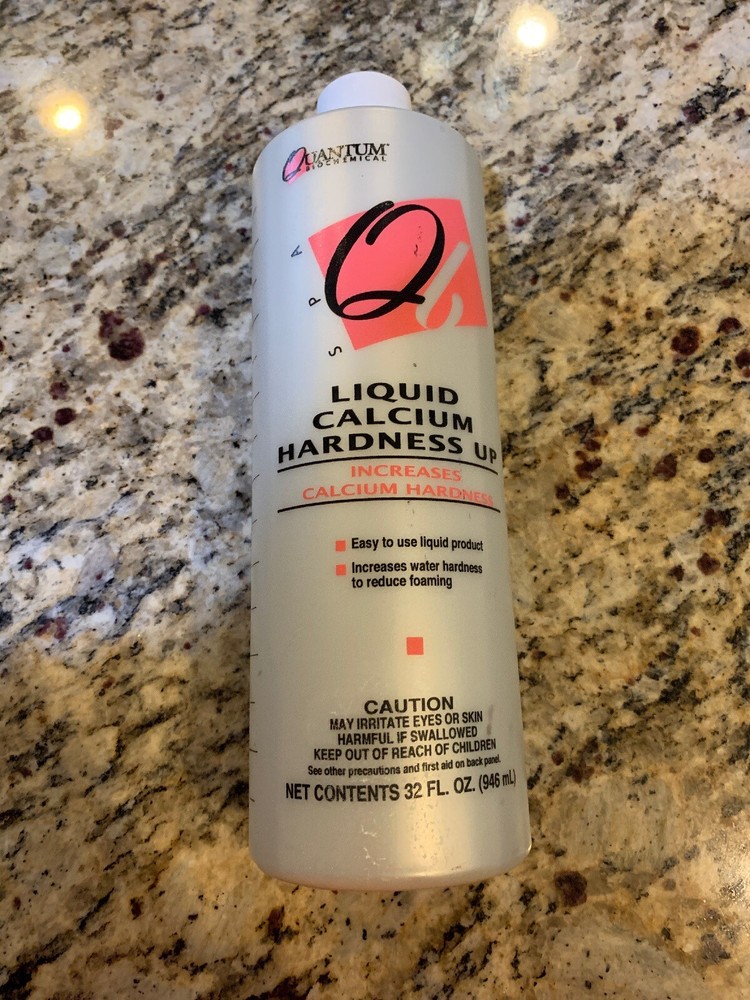 QUANTUM™
BIOCHEMICAL
Qb
SPA
LIQUID
CALCIUM
HARDNESS UP
INCREASES
CALCIUM HARDNESS
Easy to use liquid product
Increases water hardness
to reduce foaming
CAUTION
MAY IRRITATE EYES OR SKIN
HARMFUL IF SWALLOWED
KEEP OUT OF REACH OF CHILDREN
See other precautions and first aid on back panel.
NET CONTENTS 32 FL. OZ. (946 mL)